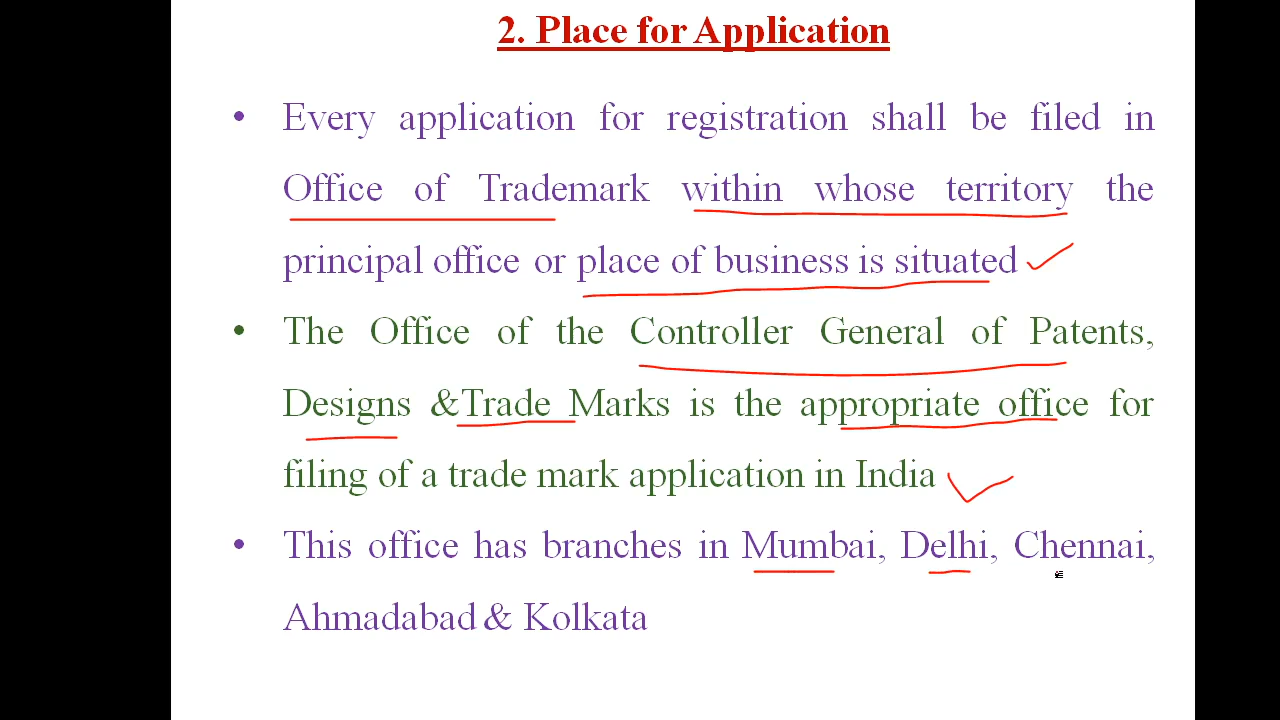 2. Place for Application
• Every application for registration shall be filed in
Office of Trademark within whose territory the
principal office or place of business is situated
• The Office of the Controller General of Patents,
Designs &Trade Marks is the appropriate office for
filing of a trade mark application in India
• This office has branches in Mumbai, Delhi, Chennai,
Ahmadabad & Kolkata